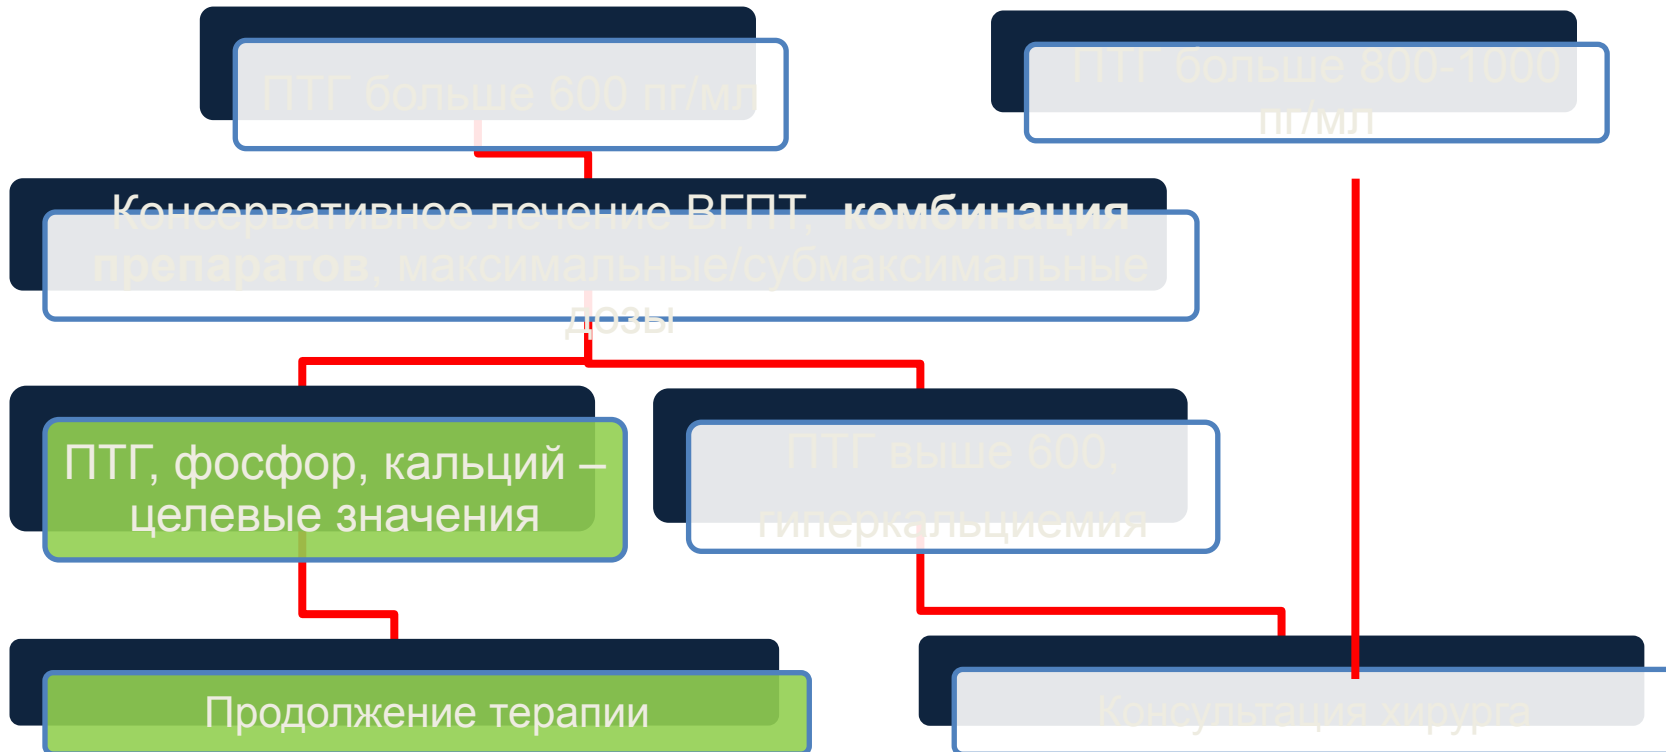 ПТГ больше 600 пг/мл
ПТГ больше 800-1000
пг/мл
Консервативное лечение ВГПТ, комбинация
препаратов, максимальные/субмаксимальные
дозы
ПТГ, фосфор, кальций –
целевые значения
ПТГ выше 600,
гиперкальциемия
Продолжение терапии
Консультация хирурга